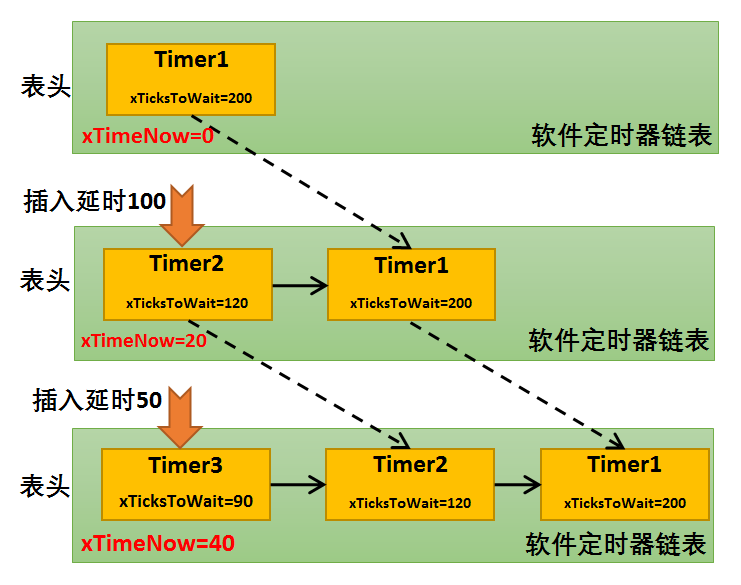 Timer1
表头
xTicksToWait=200
xTimeNow=0
软件定时器链表
插入延时100
Timer2
Timer1
表头
xTicksToWait=120
xTicksToWait=200
xTimeNow=20
软件定时器链表
插入延时50
Timer3
Timer2
Timer1
表头
xTicksToWait=90
xTicksToWait=120
xTicksToWait=200
xTimeNow=40
软件定时器链表